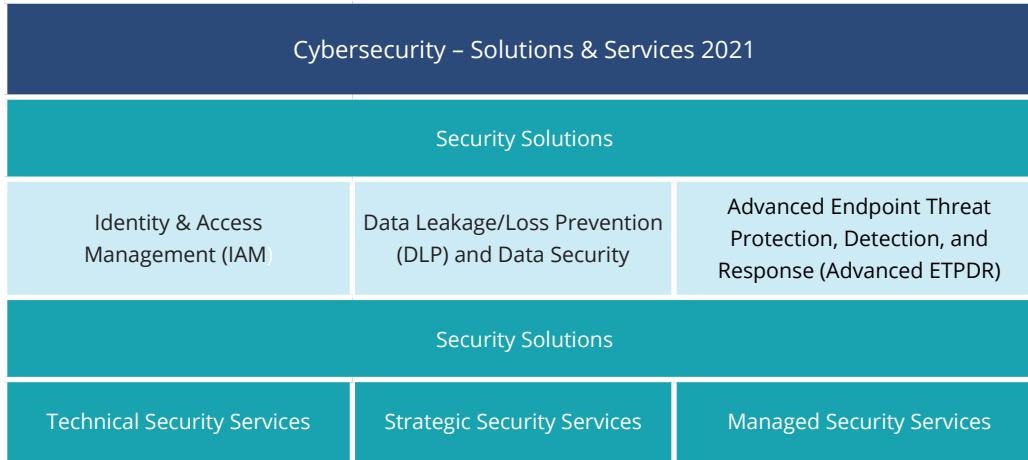 Cybersecurity – Solutions & Services 2021
Security Solutions
Identity & Access
Management (IAM)
Data Leakage/Loss Prevention
(DLP) and Data Security
Advanced Endpoint Threat
Protection, Detection, and
Response (Advanced ETPDR)
Security Solutions
Technical Security Services
Strategic Security Services
Managed Security Services